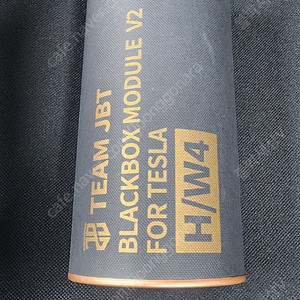 TEAM JBT
BLACKBOX MODULE V2
FOR TESLA
H/W4